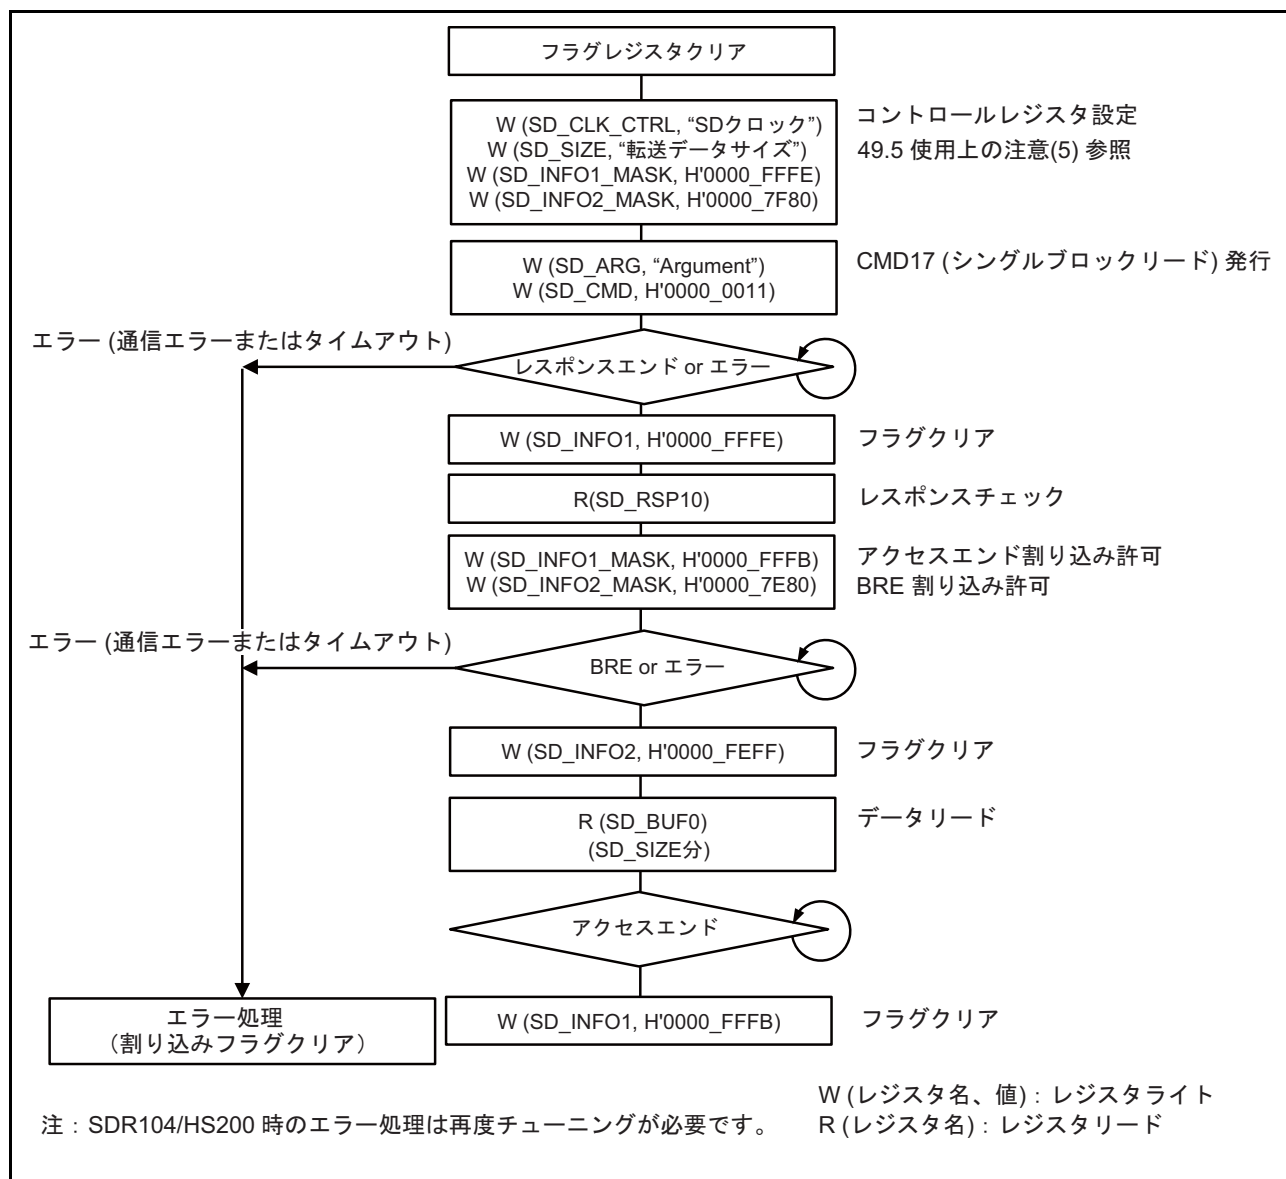 フラグレジスタクリア
W (SD_CLK_CTRL, “SDクロック”)
W (SD_SIZE, “転送データサイズ”)
W (SD_INFO1_MASK, H'0000_FFFE)
W (SD_INFO2_MASK, H'0000_7F80)
コントロールレジスタ設定
49.5 使用上の注意(5) 参照
W (SD_ARG, “Argument”)
W (SD_CMD, H'0000_0011)
CMD17 (シングルブロックリード) 発行
エラー (通信エラーまたはタイムアウト)
レスポンスエンド or エラー
W (SD_INFO1, H'0000_FFFE)
フラグクリア
R(SD_RSP10)
レスポンスチェック
W (SD_INFO1_MASK, H'0000_FFFB)
W (SD_INFO2_MASK, H'0000_7E80)
アクセスエンド割り込み許可
BRE 割り込み許可
エラー (通信エラーまたはタイムアウト)
BRE or エラー
W (SD_INFO2, H'0000_FEFF)
フラグクリア
R (SD_BUF0)
(SD_SIZE分)
データリード
アクセスエンド
エラー処理
（割り込みフラグクリア）
W (SD_INFO1, H'0000_FFFB)
フラグクリア
注：SDR104/HS200 時のエラー処理は再度チューニングが必要です。
W (レジスタ名、値)：レジスタライト
R (レジスタ名)：レジスタリード